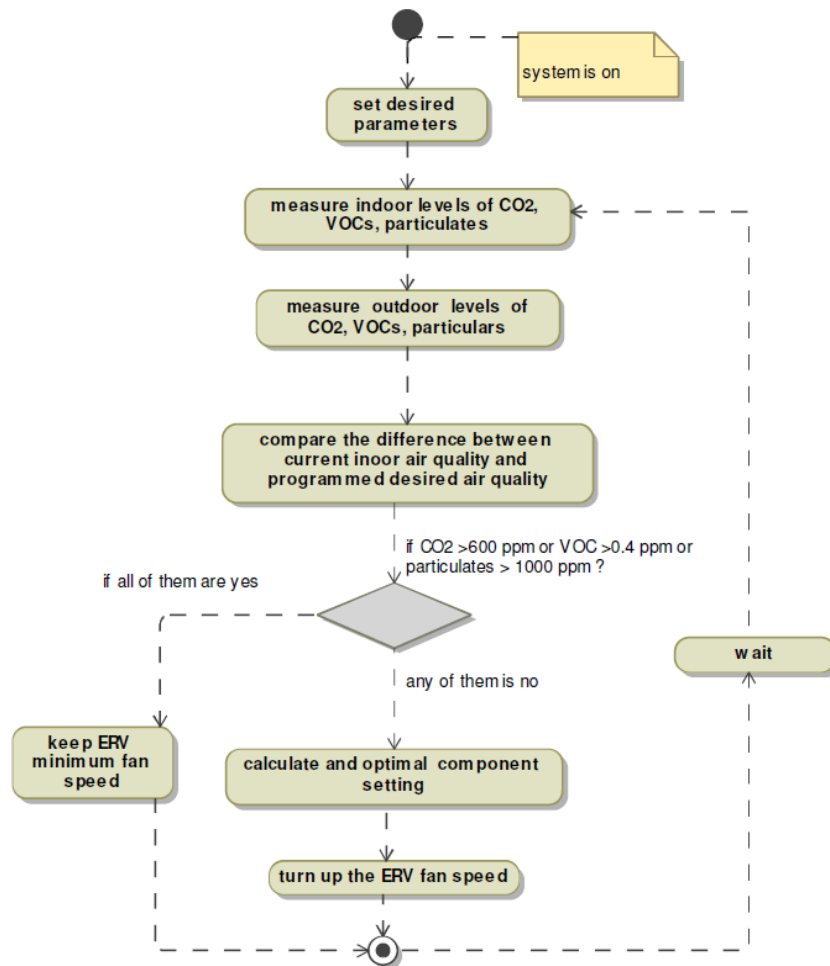 system is on
set desired
parameters
measure indoor levels of CO2,
VOCs, particulates
measure outdoor levels of
CO2, VOCs, particulars
compare the difference between
current inoor air quality and
programmed desired air quality
if CO2 >600 ppm or VOC >0.4 ppm or
particulates > 1000 ppm ?
if all of them are yes
any of them is no
wait
keep ERV
minimum fan
speed
calculate and optimal component
setting
turn up the ERV fan speed